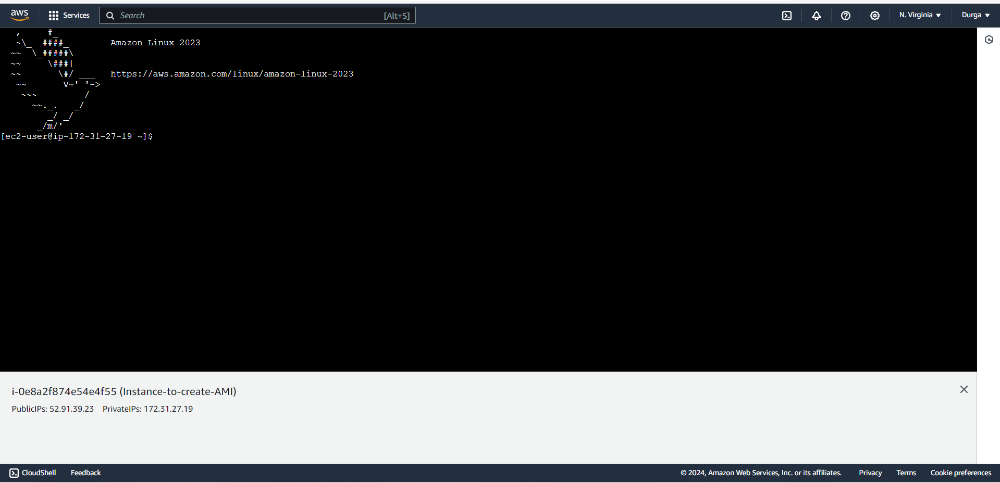 aws Services Search [Alt+S] N. Virginia ▼ Durga ▼
   ,     #_
   ~\_  ####_        Amazon Linux 2023
  ~~  \_#####\
  ~~     \###|
  ~~       \#/ ___   https://aws.amazon.com/linux/amazon-linux-2023
   ~~       V~' '->
    ~~~         /
      ~~._.   _/
         _/ _/
       _/m/'
[ec2-user@ip-172-31-27-19 ~]$
i-0e8a2f874e54e4f55 (Instance-to-create-AMI)
PublicIPs: 52.91.39.23 PrivateIPs: 172.31.27.19
CloudShell Feedback © 2024, Amazon Web Services, Inc. or its affiliates. Privacy Terms Cookie preferences